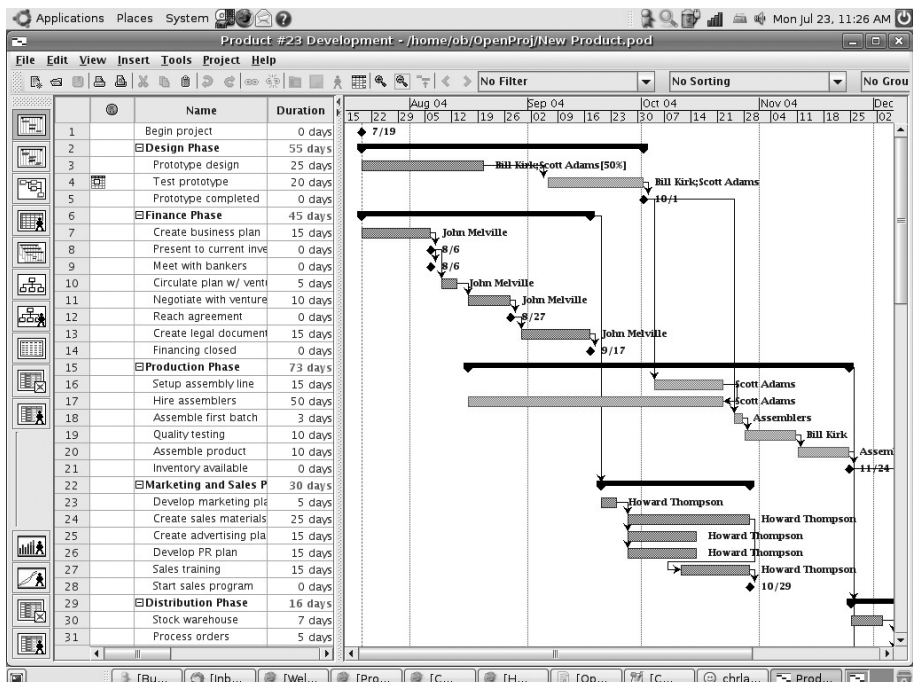 Applications Places System Mon Jul 23, 11:26 AM
Product #23 Development - /home/ob/OpenProj/New Product.pod
File Edit View Insert Tools Project Help
No Filter No Sorting No Grou
Name Duration Aug 04 Sep 04 Oct 04 Nov 04 Dec
15 22 29 05 12 19 26 02 09 16 23 30 07 14 21 28 04 11 18 25 02
1 Begin project 0 days 7/19
2 Design Phase 55 days
3 Prototype design 25 days Bill Kirk;Scott Adams[50%]
4 Test prototype 20 days Bill Kirk;Scott Adams
5 Prototype completed 0 days 10/1
6 Finance Phase 45 days
7 Create business plan 15 days John Melville
8 Present to current inve 0 days 8/6
9 Meet with bankers 0 days 8/6
10 Circulate plan w/ vent 5 days John Melville
11 Negotiate with venture 10 days John Melville
12 Reach agreement 0 days 8/27
13 Create legal document 15 days John Melville
14 Financing closed 0 days 9/17
15 Production Phase 73 days
16 Setup assembly line 15 days Scott Adams
17 Hire assemblers 50 days Scott Adams
18 Assemble first batch 3 days Assemblers
19 Quality testing 10 days Bill Kirk
20 Assemble product 10 days Assem
21 Inventory available 0 days 11/24
22 Marketing and Sales P 30 days
23 Develop marketing pla 5 days Howard Thompson
24 Create sales materials 25 days Howard Thompson
25 Create advertising pla 15 days Howard Thompson
26 Develop PR plan 15 days Howard Thompson
27 Sales training 15 days Howard Thompson
28 Start sales program 0 days 10/29
29 Distribution Phase 16 days
30 Stock warehouse 7 days
31 Process orders 5 days
[Bu... [Inb... [Wel... [Pro... [C... [H... [Op... [C... chrla... Prod...